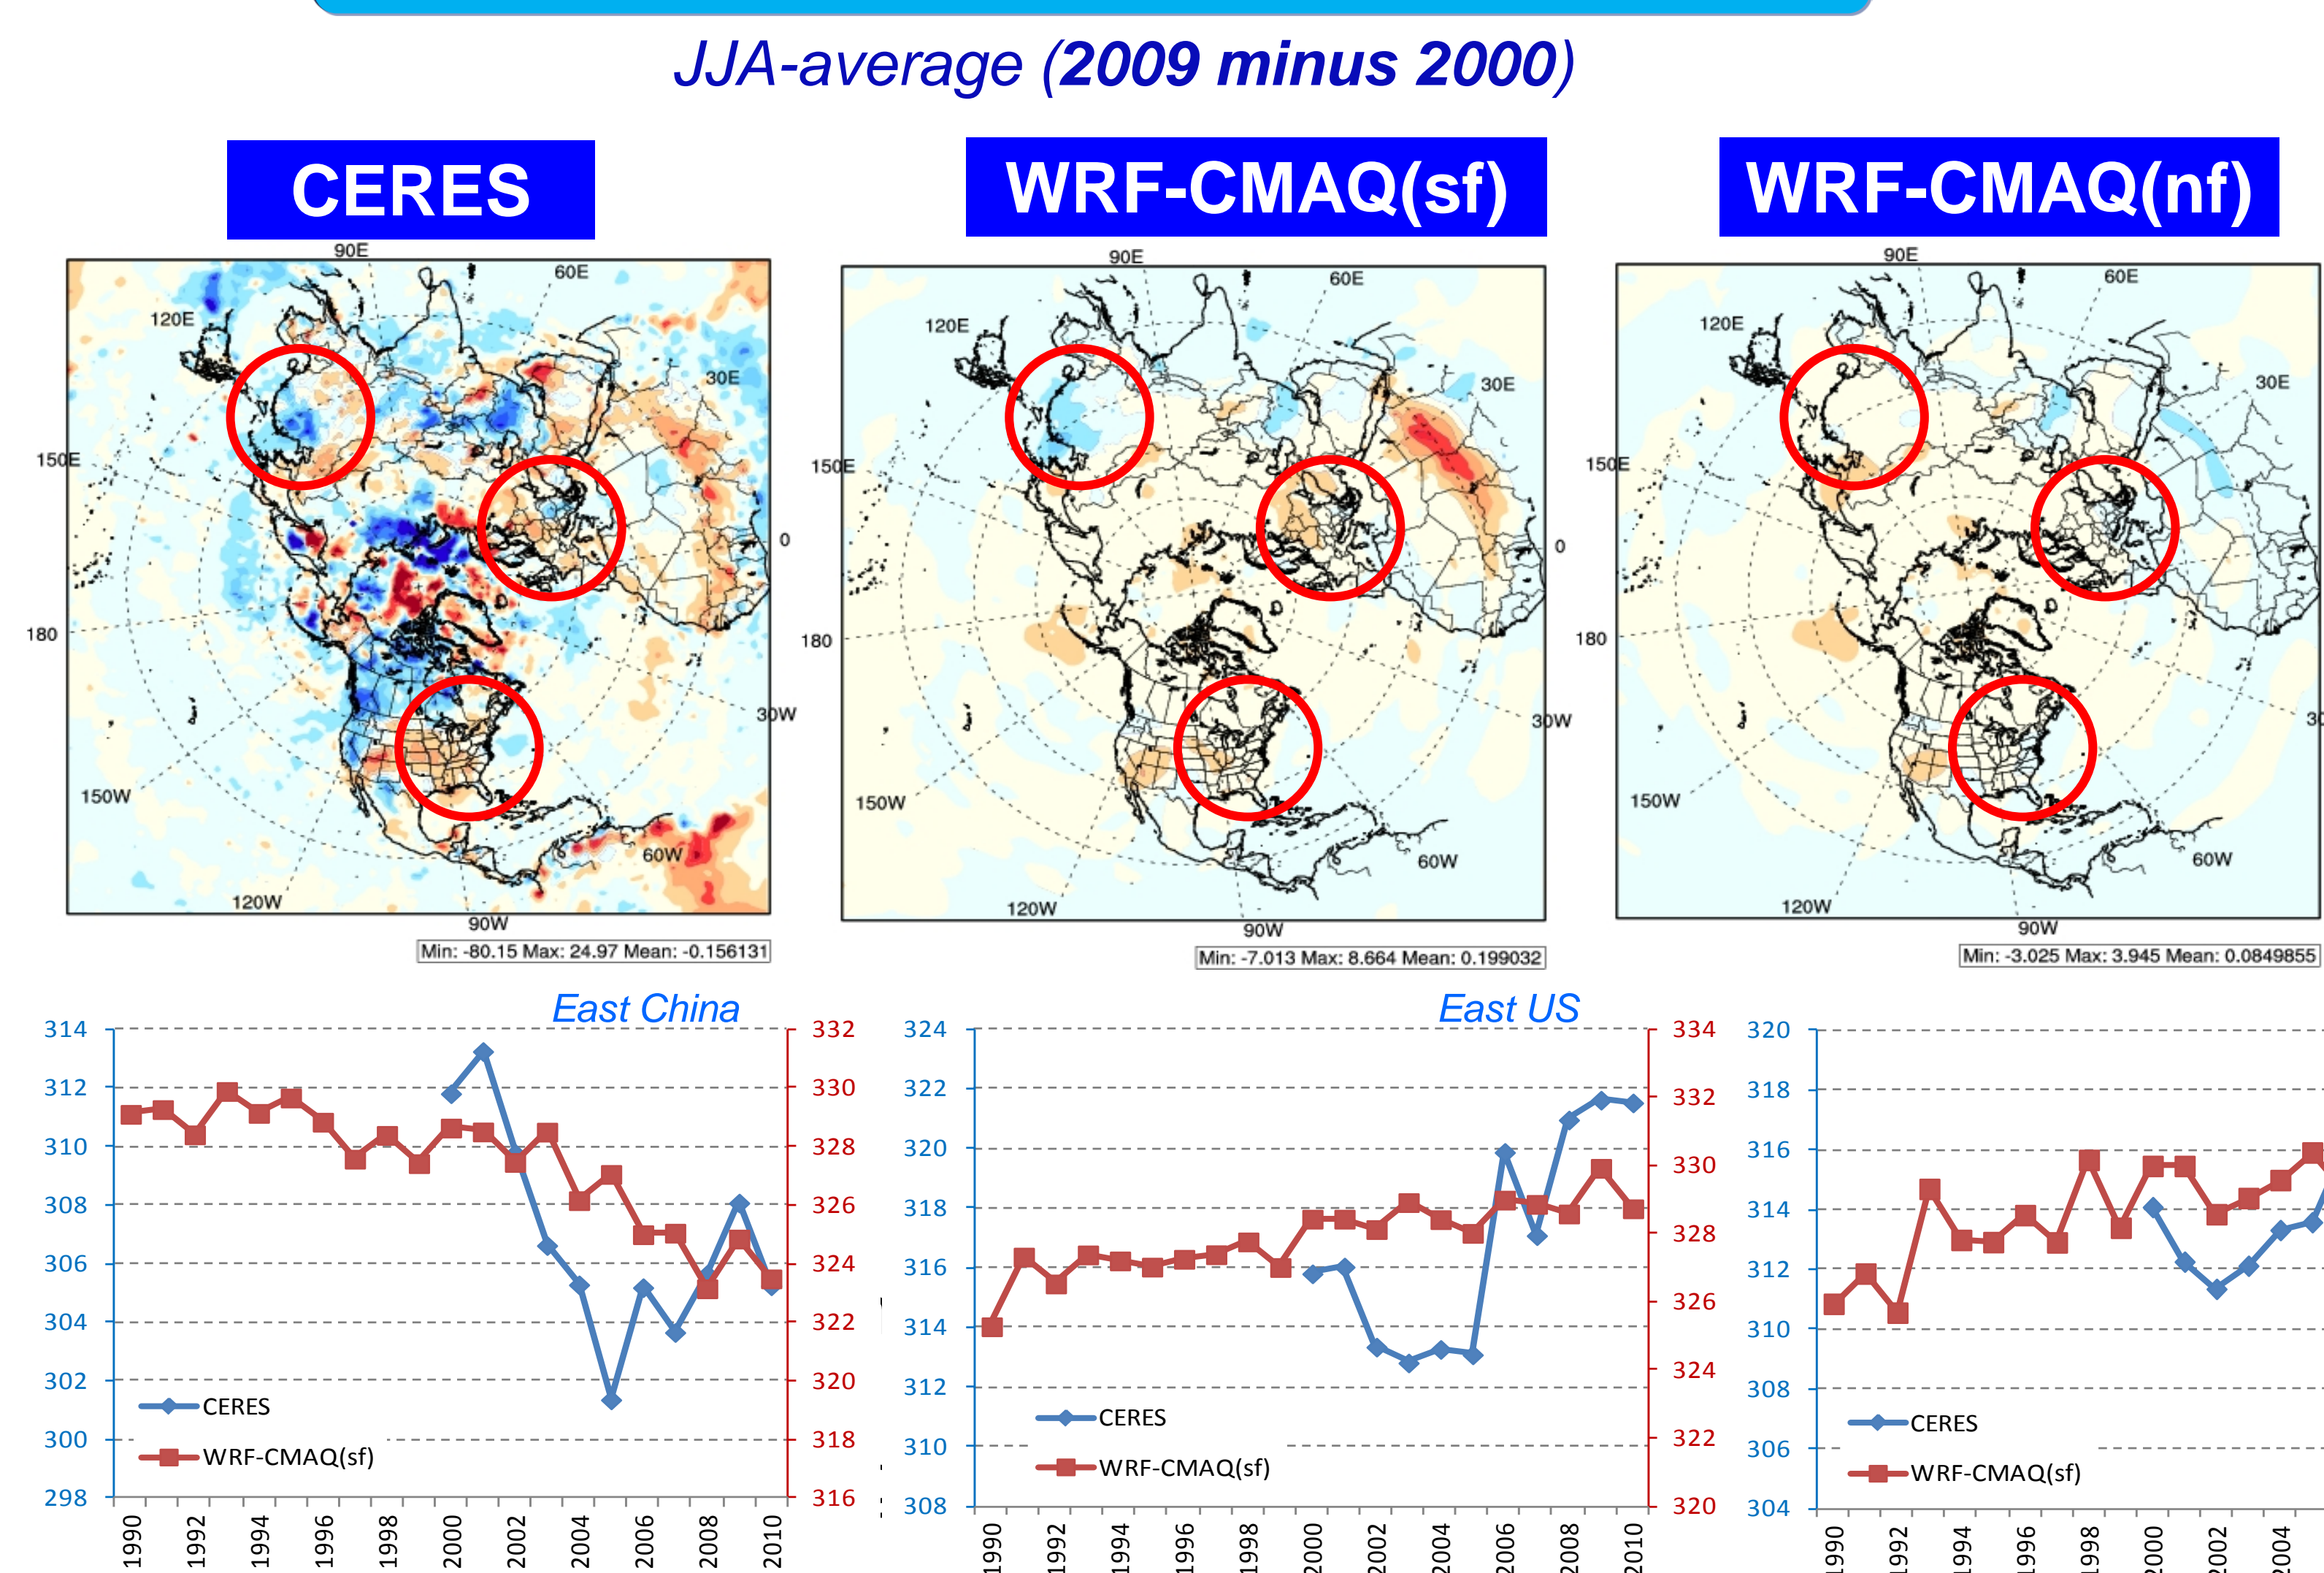 JJA-average (2009 minus 2000)
CERES
WRF-CMAQ(sf)
WRF-CMAQ(nf)
90E
60E
120E
30E
150E
0
180
30W
150W
60W
120W
90W
Min: -80.15 Max: 24.97 Mean: -0.156131
90E
60E
120E
30E
150E
0
180
30W
150W
60W
120W
90W
Min: -7.013 Max: 8.664 Mean: 0.199032
90E
60E
120E
30E
150E
0
180
150W
60W
120W
90W
Min: -3.025 Max: 3.945 Mean: 0.0849855
East China
314
312
310
308
306
304
302
300
298
332
330
328
326
324
322
320
318
316
CERES
WRF-CMAQ(sf)
1990 1992 1994 1996 1998 2000 2002 2004 2006 2008 2010
East US
324
322
320
318
316
314
312
310
308
334
332
330
328
326
324
322
320
CERES
WRF-CMAQ(sf)
1990 1992 1994 1996 1998 2000 2002 2004 2006 2008 2010
320
318
316
314
312
310
308
306
304
CERES
WRF-CMAQ(sf)
1990 1992 1994 1996 1998 2000 2002 2004